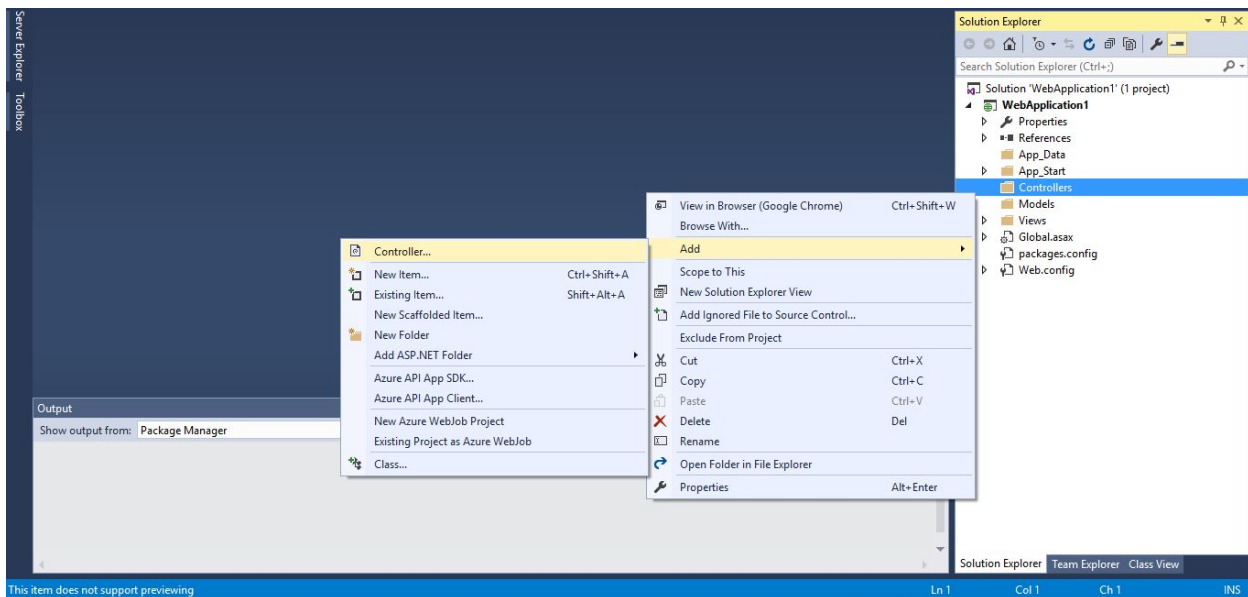 Server Explorer
Toolbox
Solution Explorer
Search Solution Explorer (Ctrl+;)
Solution 'WebApplication1' (1 project)
WebApplication1
Properties
References
App_Data
App_Start
Controllers
Models
Views
Global.asax
packages.config
Web.config
View in Browser (Google Chrome) Ctrl+Shift+W
Browse With...
Add
Scope to This
New Solution Explorer View
Add Ignored File to Source Control...
Exclude From Project
Cut Ctrl+X
Copy Ctrl+C
Paste Ctrl+V
Delete Del
Rename
Open Folder in File Explorer
Properties Alt+Enter
Controller...
New Item... Ctrl+Shift+A
Existing Item... Shift+Alt+A
New Scaffolded Item...
New Folder
Add ASP.NET Folder
Azure API App SDK...
Azure API App Client...
New Azure WebJob Project
Existing Project as Azure WebJob
Class...
Output
Show output from: Package Manager
Solution Explorer Team Explorer Class View
This item does not support previewing Ln 1 Col 1 Ch 1 INS